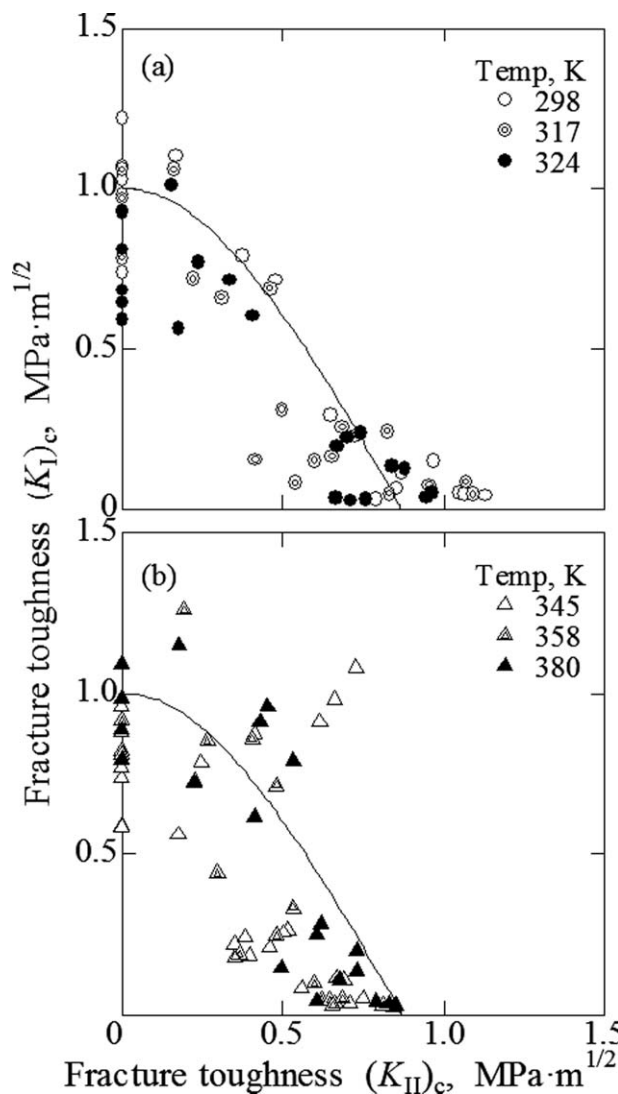 1.5
(a)
Temp, K
298
317
324
1.0
0.5
0
Fracture toughness (K_I)_c, MPa·m^{1/2}
1.5
(b)
Temp, K
345
358
380
1.0
0.5
0 0.5 1.0 1.5
Fracture toughness (K_{II})_c, MPa·m^{1/2}